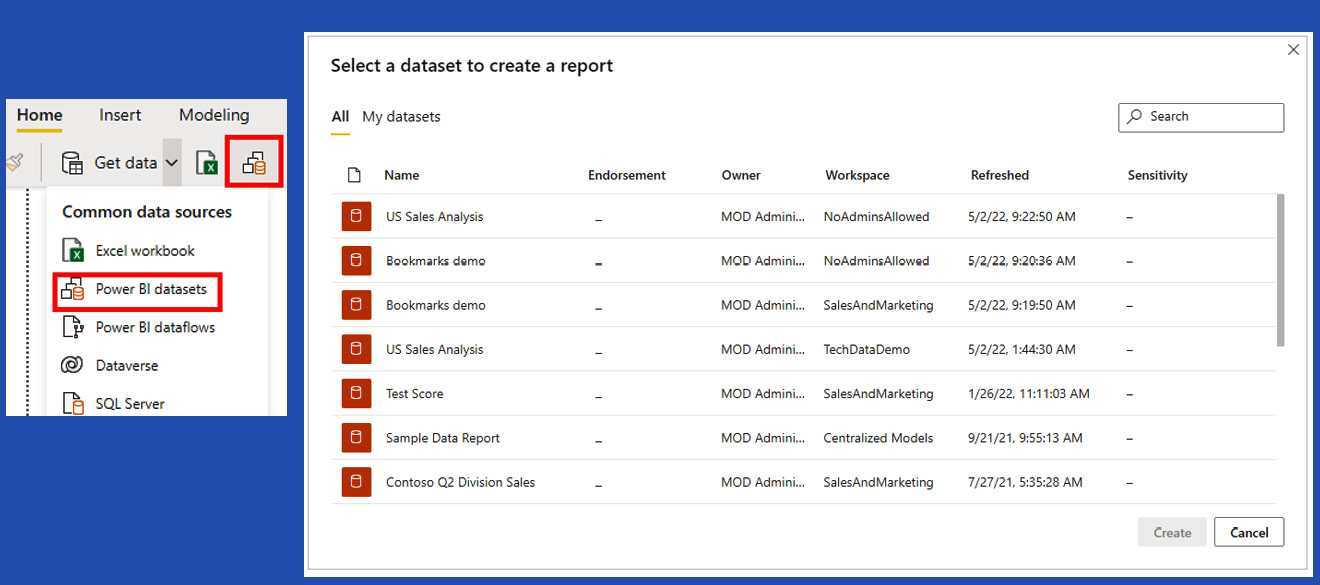 Home Insert Modeling
Get data
Common data sources
Excel workbook
Power BI datasets
Power BI dataflows
Dataverse
SQL Server
Select a dataset to create a report
All My datasets
Search
Name Endorsement Owner Workspace Refreshed Sensitivity
US Sales Analysis – MOD Admini... NoAdminsAllowed 5/2/22, 9:22:50 AM –
Bookmarks demo – MOD Admini... NoAdminsAllowed 5/2/22, 9:20:36 AM –
Bookmarks demo – MOD Admini... SalesAndMarketing 5/2/22, 9:19:50 AM –
US Sales Analysis – MOD Admini... TechDataDemo 5/2/22, 1:44:30 AM –
Test Score – MOD Admini... SalesAndMarketing 1/26/22, 11:11:03 AM –
Sample Data Report – MOD Admini... Centralized Models 9/21/21, 9:55:13 AM –
Contoso Q2 Division Sales – MOD Admini... SalesAndMarketing 7/27/21, 5:35:28 AM –
Create Cancel